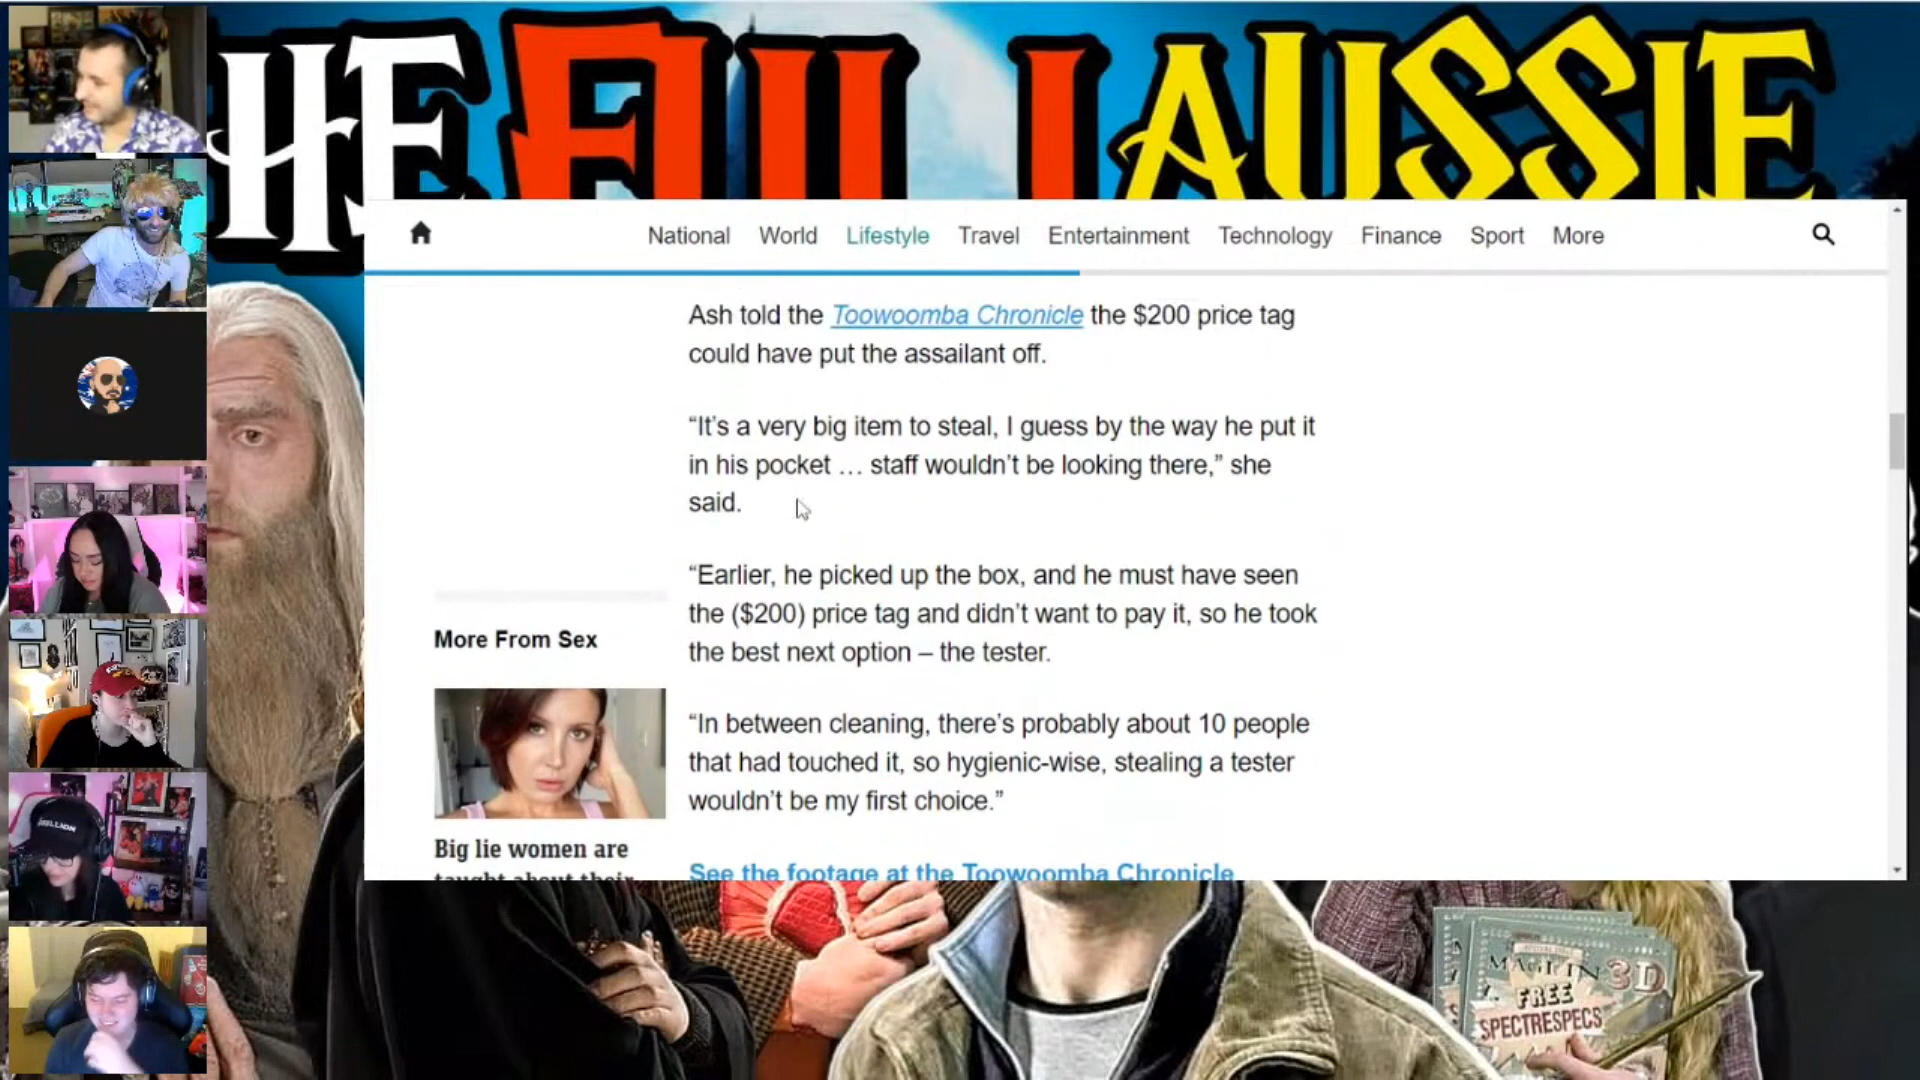 HE
AUSSIE
National World Lifestyle Travel Entertainment Technology Finance Sport More
Ash told the Toowoomba Chronicle the $200 price tag
could have put the assailant off.
“It’s a very big item to steal, I guess by the way he put it
in his pocket … staff wouldn’t be looking there,” she
said.
“Earlier, he picked up the box, and he must have seen
the ($200) price tag and didn’t want to pay it, so he took
the best next option – the tester.
“In between cleaning, there’s probably about 10 people
that had touched it, so hygienic-wise, stealing a tester
wouldn’t be my first choice.”
See the footage at the Toowoomba Chronicle
More From Sex
Big lie women are
taught about their
3D
FREE
SPECTRESPECS